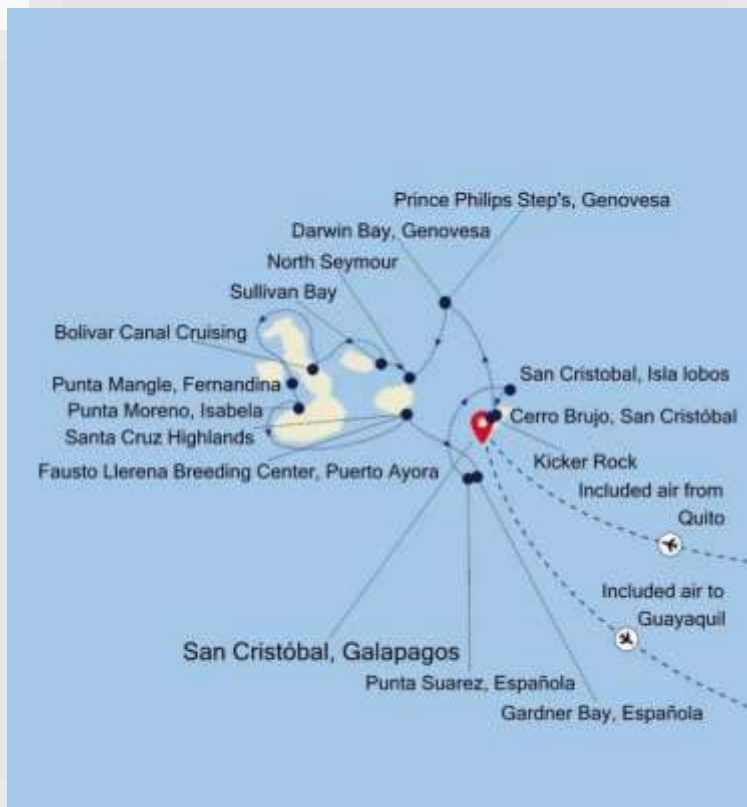 Prince Philips Step's, Genovesa
Darwin Bay, Genovesa
North Seymour
Sullivan Bay
Bolivar Canal Cruising
San Cristobal, Isla lobos
Punta Mangle, Fernandina
Punta Moreno, Isabela
Cerro Brujo, San Cristóbal
Santa Cruz Highlands
Kicker Rock
Fausto Llerena Breeding Center, Puerto Ayora
Included air from
Quito
Included air to
Guayaquil
San Cristóbal, Galapagos
Punta Suarez, Española
Gardner Bay, Española